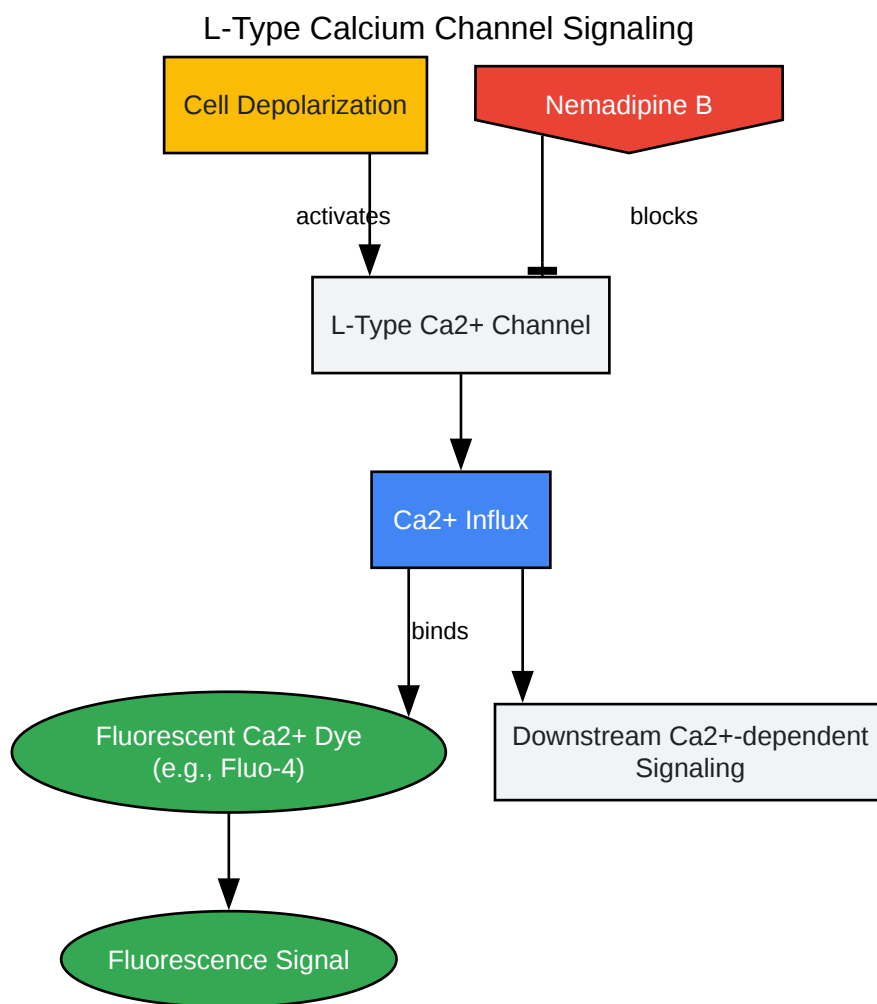 L-Type Calcium Channel Signaling
Cell Depolarization
Nemadipine B
activates
blocks
L-Type Ca2+ Channel
Ca2+ Influx
binds
Fluorescent Ca2+ Dye
(e.g., Fluo-4)
Downstream Ca2+-dependent
Signaling
Fluorescence Signal